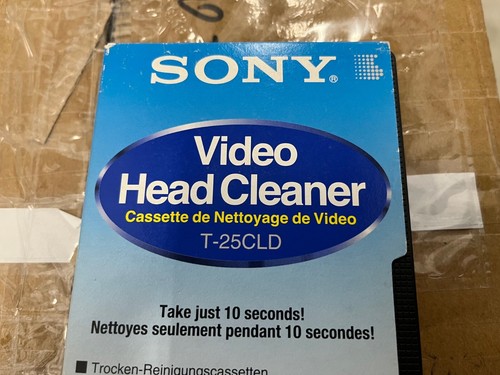 SONY®
Video
Head Cleaner
Cassette de Nettoyage de Video
T-25CLD
Take just 10 seconds!
Nettoyes seulement pendant 10 secondes!
■ Trocken-Reinigungscassetten